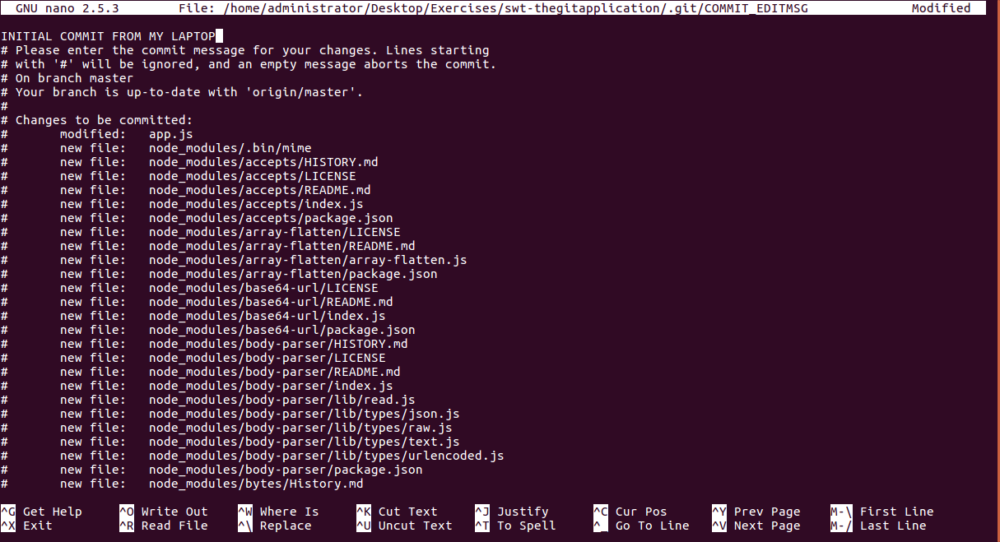 GNU nano 2.5.3 File: /home/administrator/Desktop/Exercises/swt-thegitapplication/.git/COMMIT_EDITMSG Modified
INITIAL COMMIT FROM MY LAPTOP
# Please enter the commit message for your changes. Lines starting
# with '#' will be ignored, and an empty message aborts the commit.
# On branch master
# Your branch is up-to-date with 'origin/master'.
#
# Changes to be committed:
# modified: app.js
# new file: node_modules/.bin/mime
# new file: node_modules/accepts/HISTORY.md
# new file: node_modules/accepts/LICENSE
# new file: node_modules/accepts/README.md
# new file: node_modules/accepts/index.js
# new file: node_modules/accepts/package.json
# new file: node_modules/array-flatten/LICENSE
# new file: node_modules/array-flatten/README.md
# new file: node_modules/array-flatten/array-flatten.js
# new file: node_modules/array-flatten/package.json
# new file: node_modules/base64-url/LICENSE
# new file: node_modules/base64-url/README.md
# new file: node_modules/base64-url/index.js
# new file: node_modules/base64-url/package.json
# new file: node_modules/body-parser/HISTORY.md
# new file: node_modules/body-parser/LICENSE
# new file: node_modules/body-parser/README.md
# new file: node_modules/body-parser/index.js
# new file: node_modules/body-parser/lib/read.js
# new file: node_modules/body-parser/lib/types/json.js
# new file: node_modules/body-parser/lib/types/raw.js
# new file: node_modules/body-parser/lib/types/text.js
# new file: node_modules/body-parser/lib/types/urlencoded.js
# new file: node_modules/body-parser/package.json
# new file: node_modules/bytes/History.md
^G Get Help ^O Write Out ^W Where Is ^K Cut Text ^J Justify ^C Cur Pos ^Y Prev Page M-\ First Line
^X Exit ^R Read File ^\ Replace ^U Uncut Text ^T To Spell ^_ Go To Line ^V Next Page M-/ Last Line